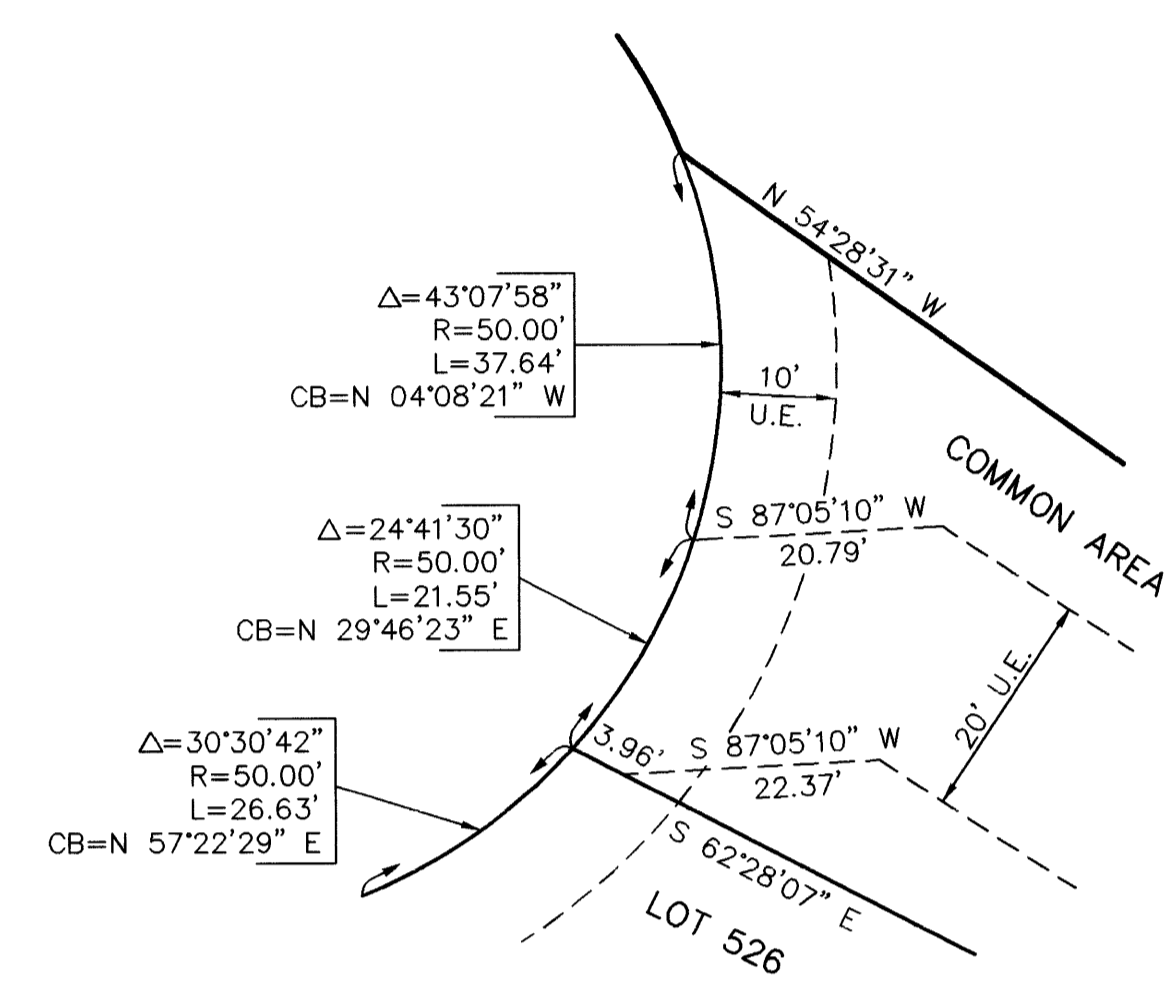 N 54°28'31" W
△=43°07'58"
R=50.00'
L=37.64'
CB=N 04°08'21" W
10'
U.E.
COMMON AREA
S 87°05'10" W
20.79'
△=24°41'30"
R=50.00'
L=21.55'
CB=N 29°46'23" E
20' U.E.
3.96'
S 87°05'10" W
22.37'
△=30°30'42"
R=50.00'
L=26.63'
CB=N 57°22'29" E
S 62°28'07" E
LOT 526